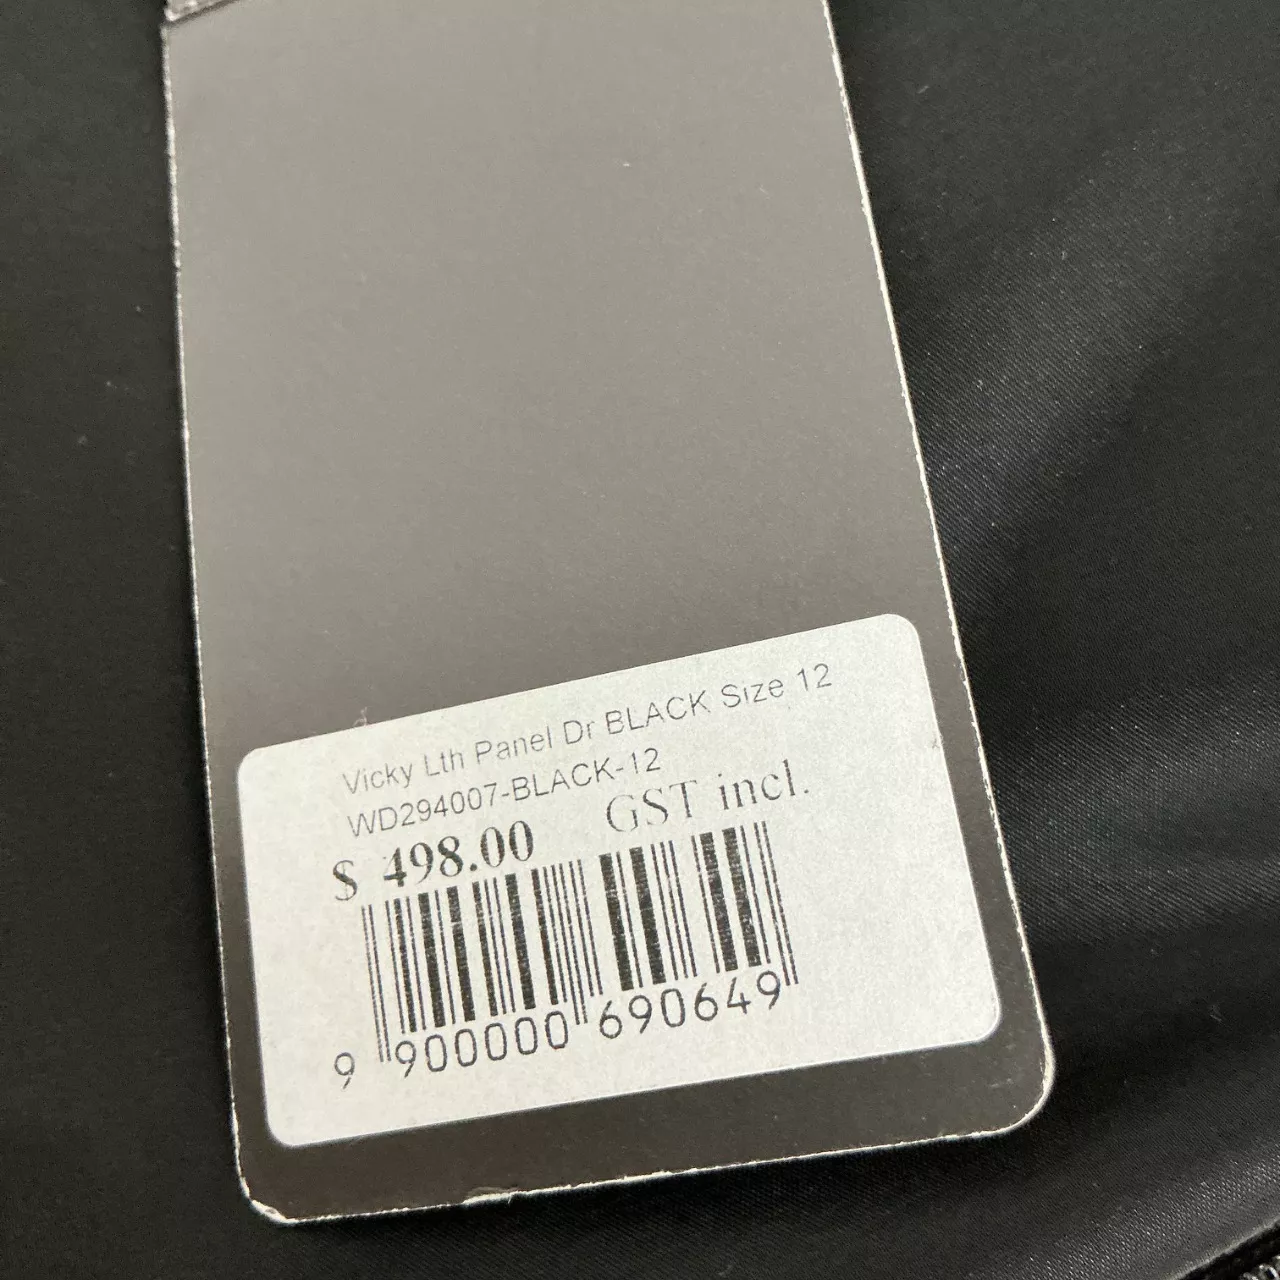 Vicky Lth Panel Dr BLACK Size 12
WD294007-BLACK-12
$ 498.00 GST incl.
9 900000 690649